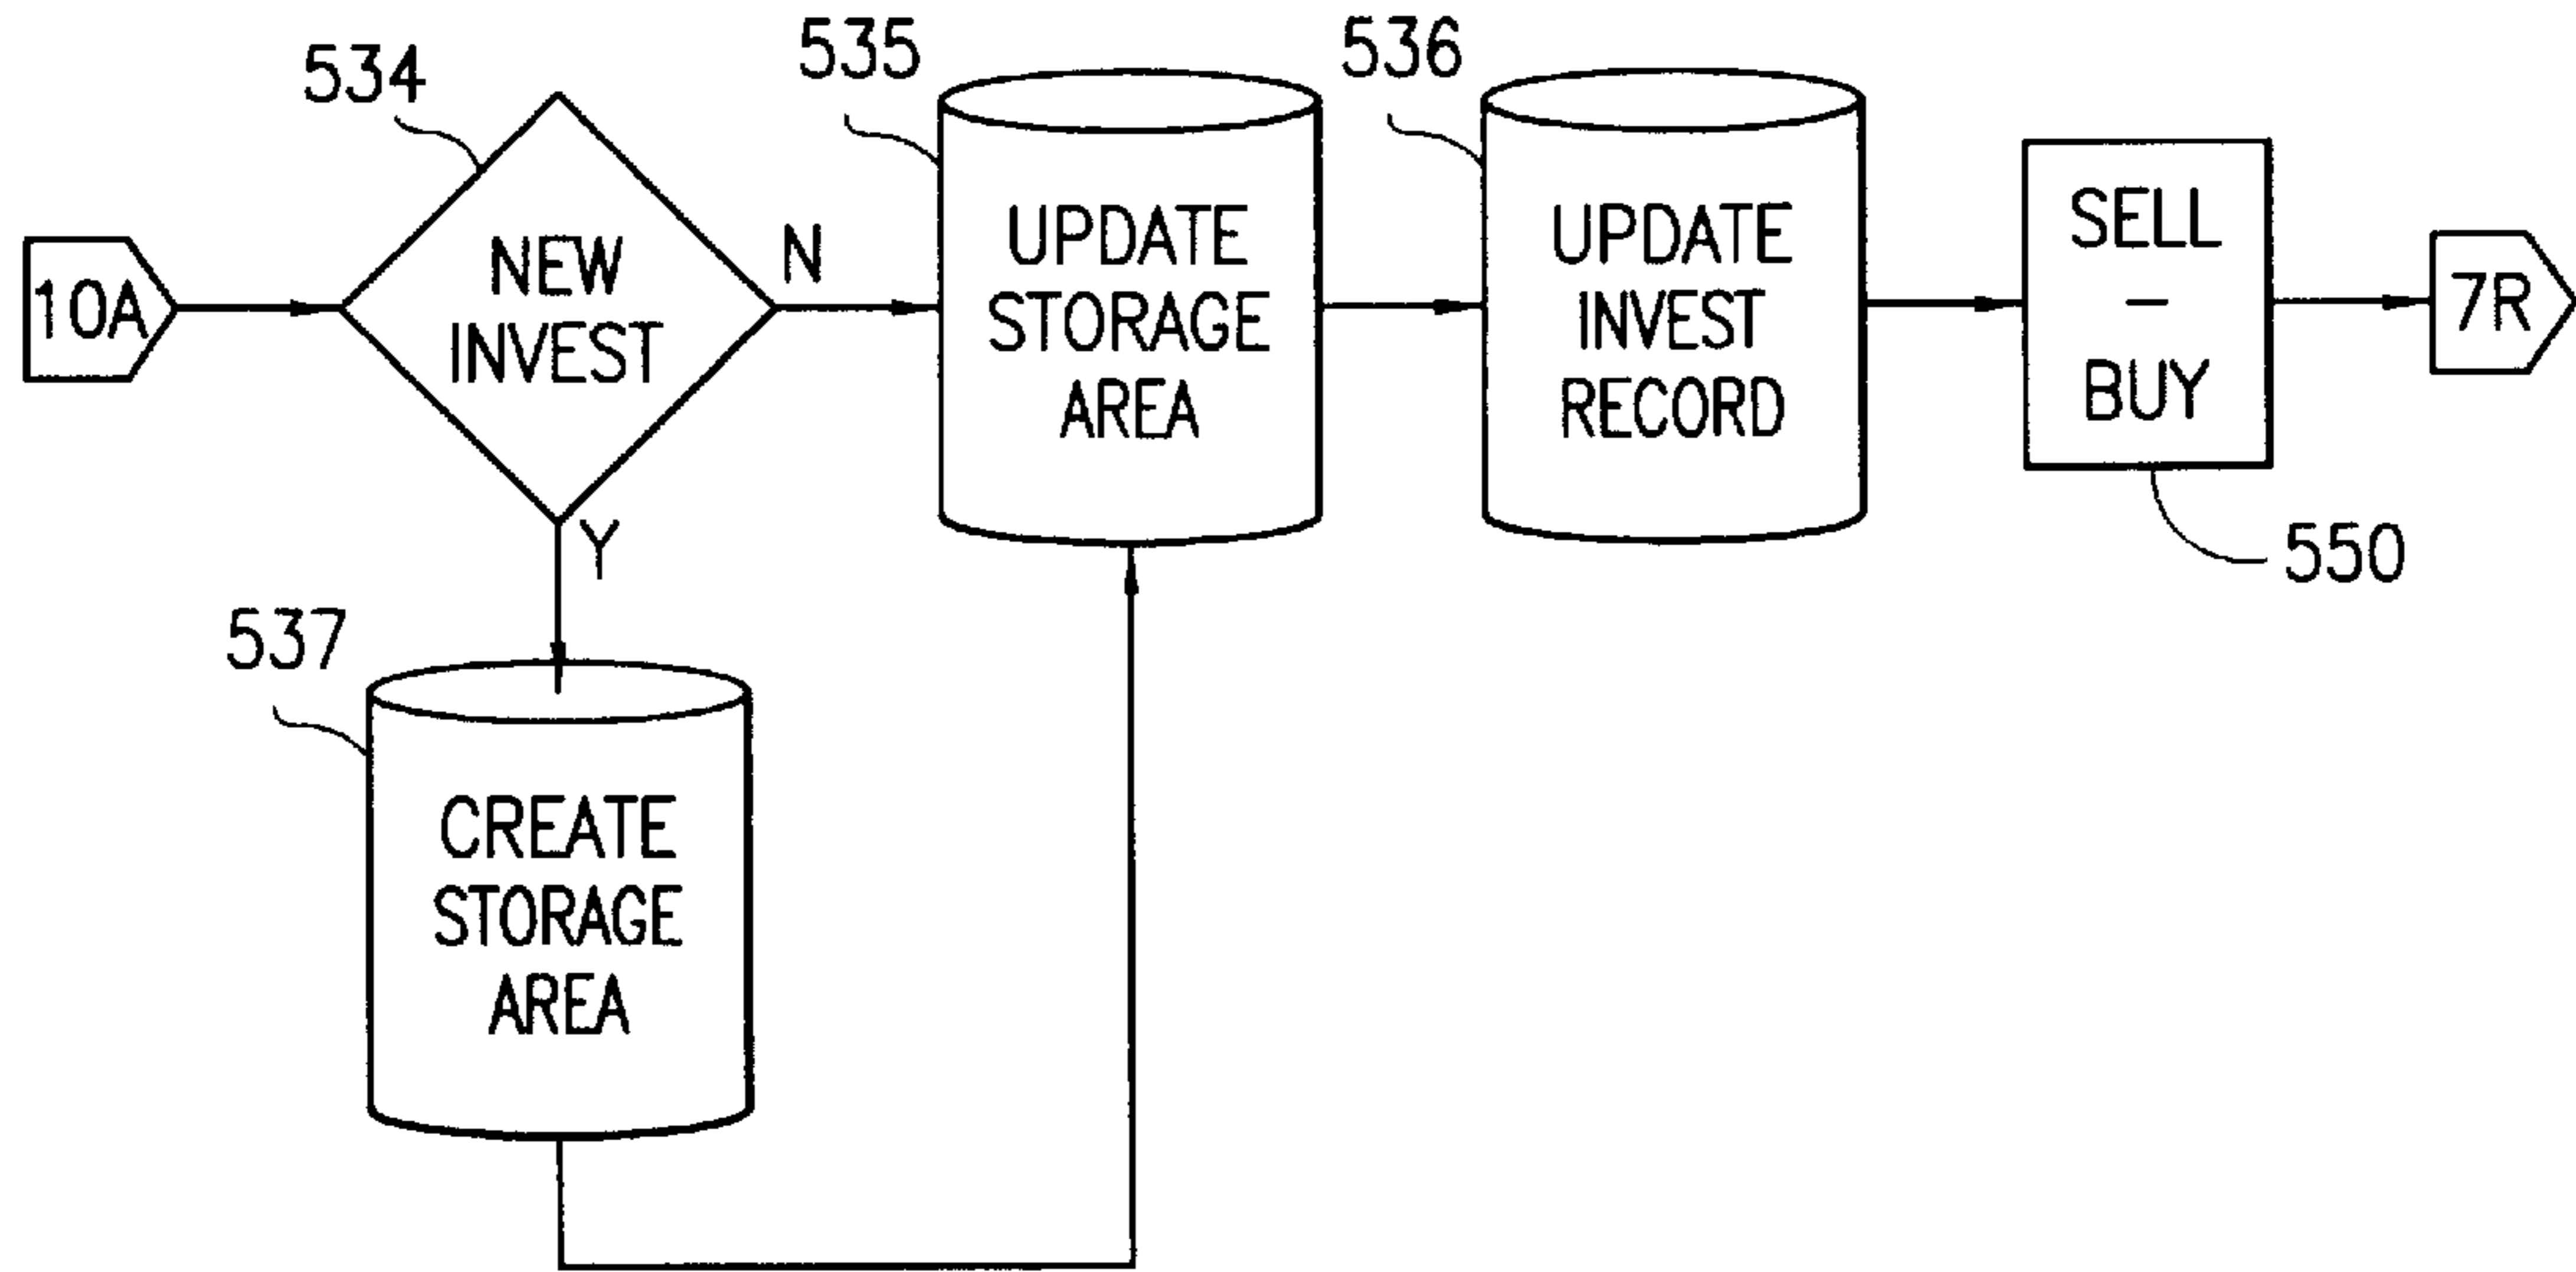 534
535
536
10A
NEW
INVEST
N
Y
UPDATE
STORAGE
AREA
UPDATE
INVEST
RECORD
SELL
-
BUY
7R
550
537
CREATE
STORAGE
AREA